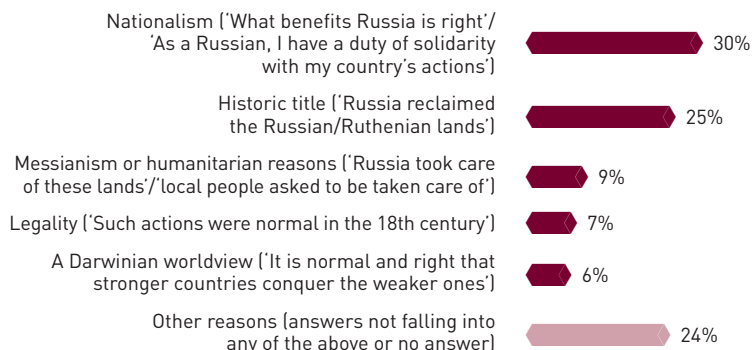 Nationalism (‘What benefits Russia is right’/
‘As a Russian, I have a duty of solidarity
with my country’s actions’)
30%
Historic title (‘Russia reclaimed
the Russian/Ruthenian lands’)
25%
Messianism or humanitarian reasons (‘Russia took care
of these lands’/‘local people asked to be taken care of’)
9%
Legality (‘Such actions were normal in the 18th century’)
7%
A Darwinian worldview (‘It is normal and right that
stronger countries conquer the weaker ones’)
6%
Other reasons (answers not falling into
any of the above or no answer)
24%